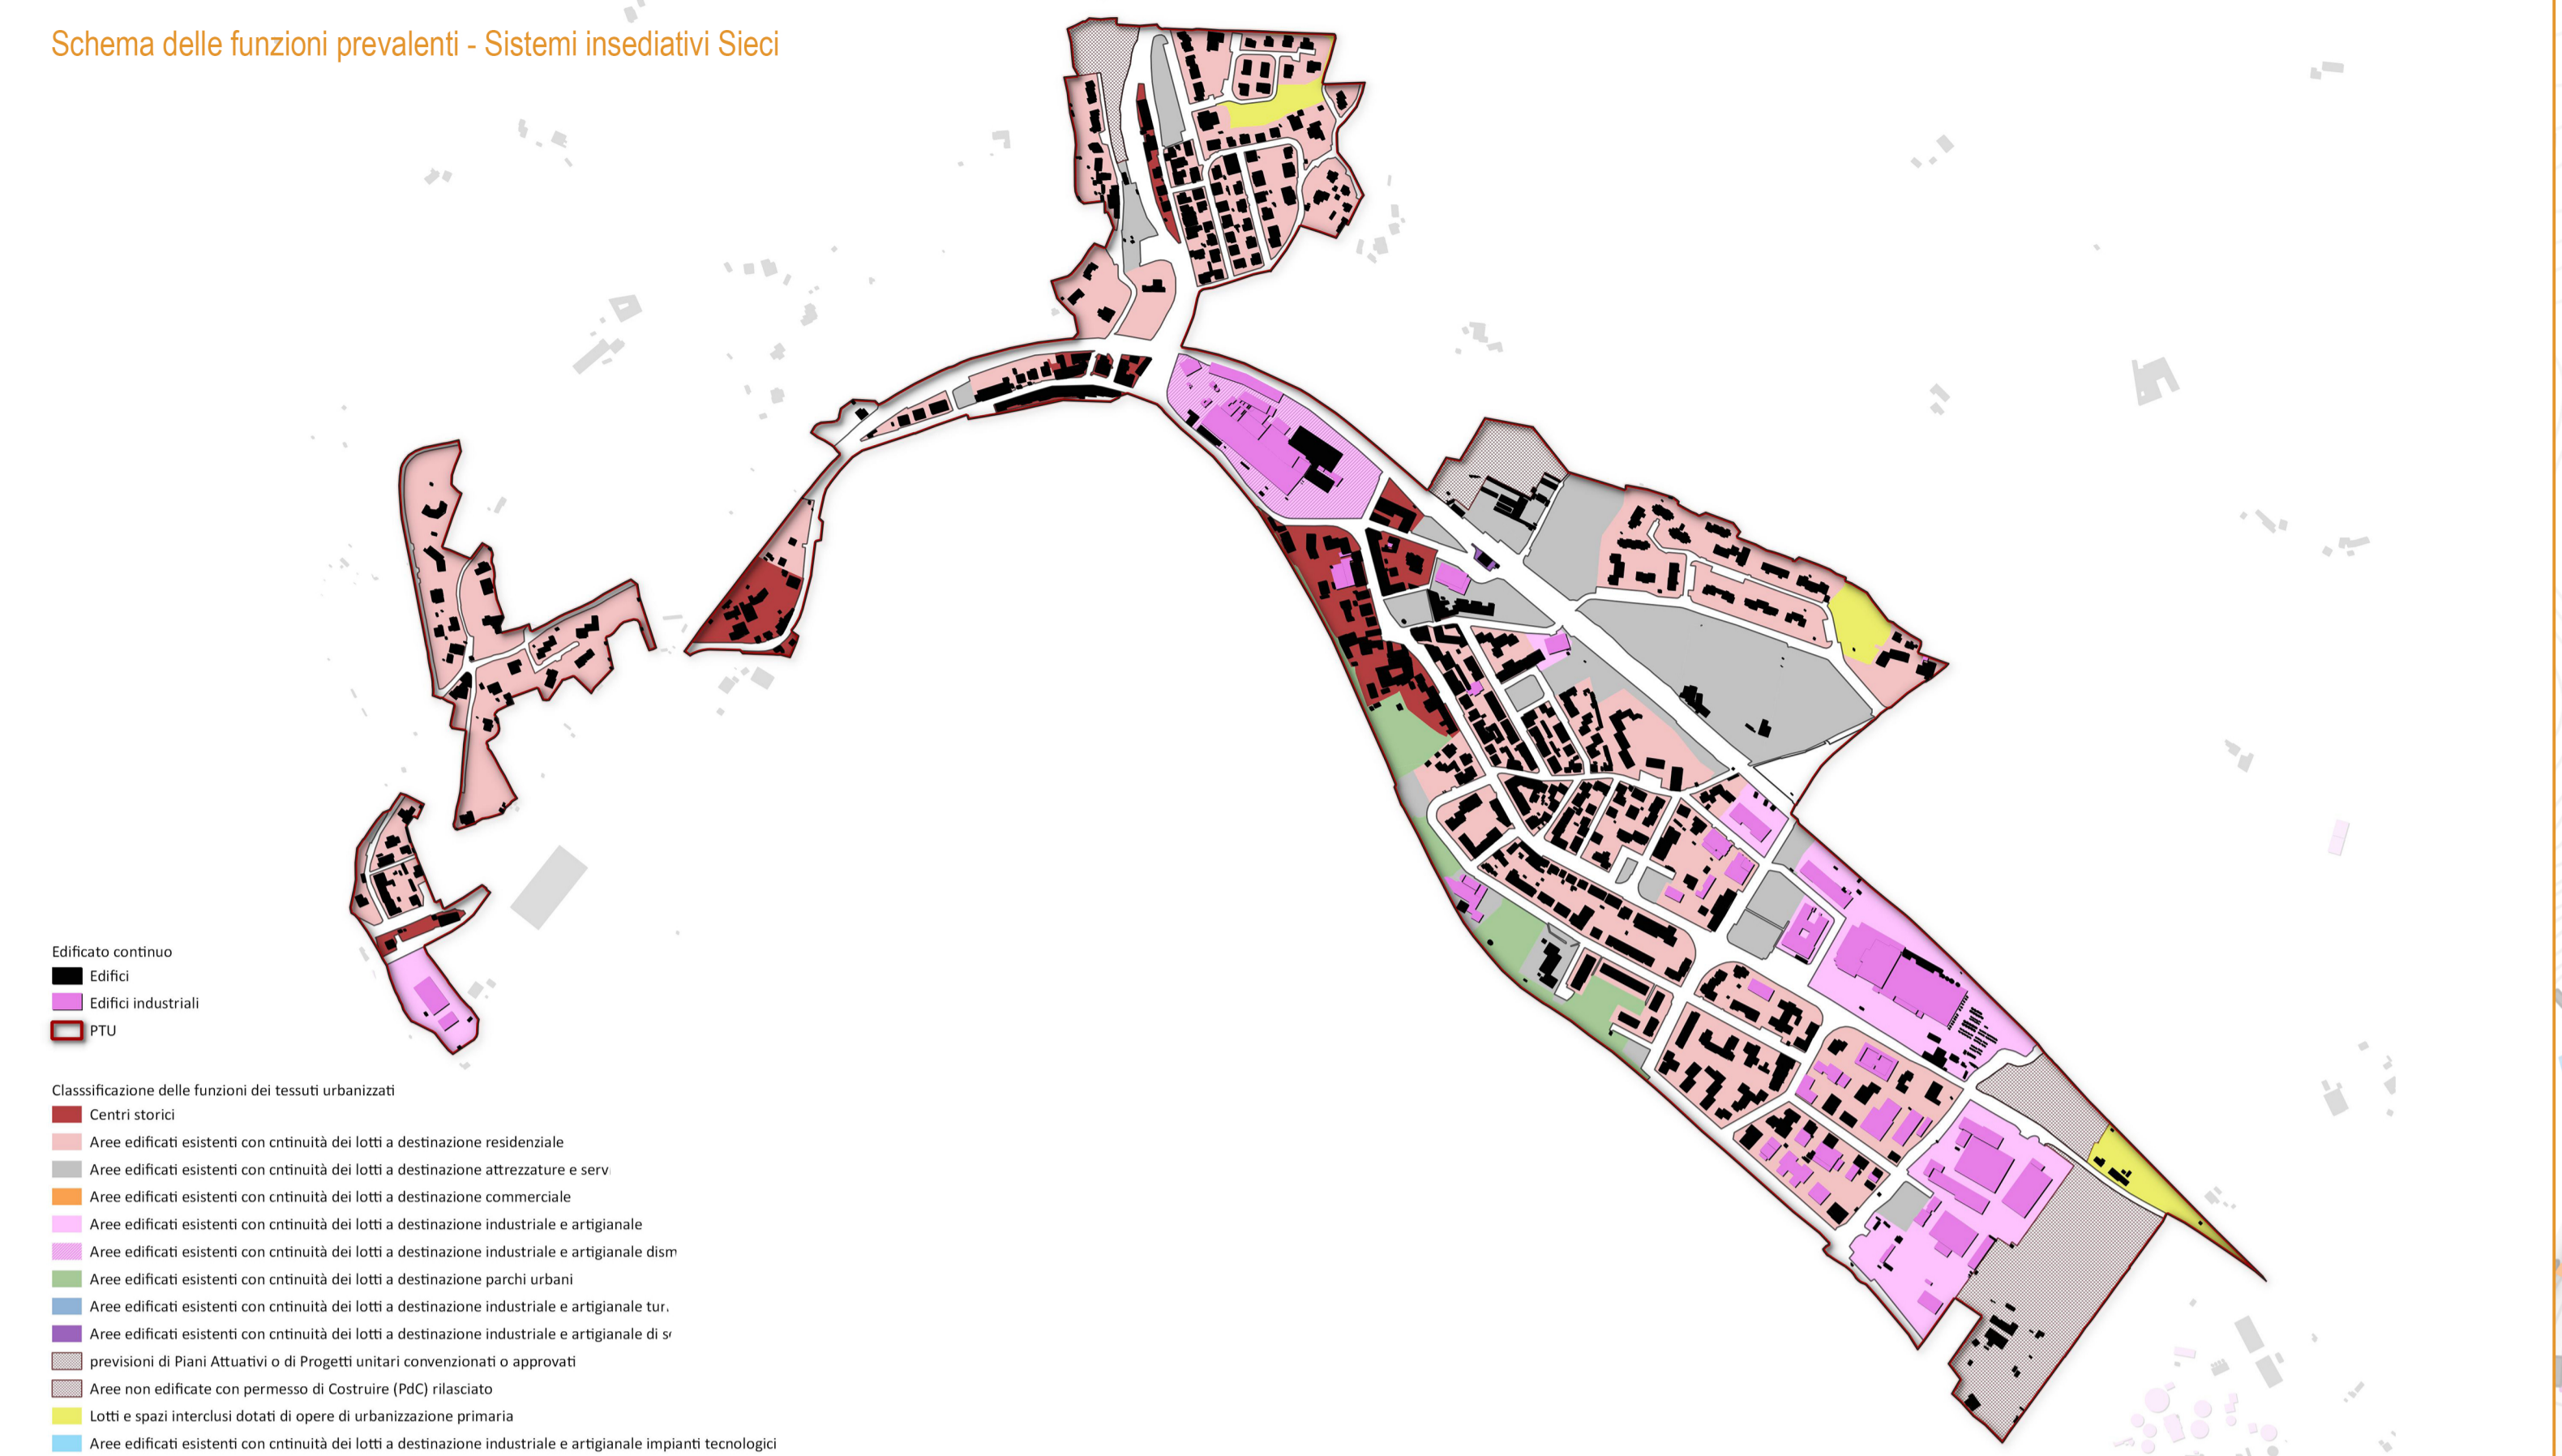 Schema delle funzioni prevalenti - Sistemi insediativi Sieci
Edificato continuo
Edifici
Edifici industriali
PTU
Classsificazione delle funzioni dei tessuti urbanizzati
Centri storici
Aree edificati esistenti con cntinuità dei lotti a destinazione residenziale
Aree edificati esistenti con cntinuità dei lotti a destinazione attrezzature e serv
Aree edificati esistenti con cntinuità dei lotti a destinazione commerciale
Aree edificati esistenti con cntinuità dei lotti a destinazione industriale e artigianale
Aree edificati esistenti con cntinuità dei lotti a destinazione industriale e artigianale dism
Aree edificati esistenti con cntinuità dei lotti a destinazione parchi urbani
Aree edificati esistenti con cntinuità dei lotti a destinazione industriale e artigianale tur
Aree edificati esistenti con cntinuità dei lotti a destinazione industriale e artigianale di s
previsioni di Piani Attuativi o di Progetti unitari convenzionati o approvati
Aree non edificate con permesso di Costruire (PdC) rilasciato
Lotti e spazi interclusi dotati di opere di urbanizzazione primaria
Aree edificati esistenti con cntinuità dei lotti a destinazione industriale e artigianale impianti tecnologici